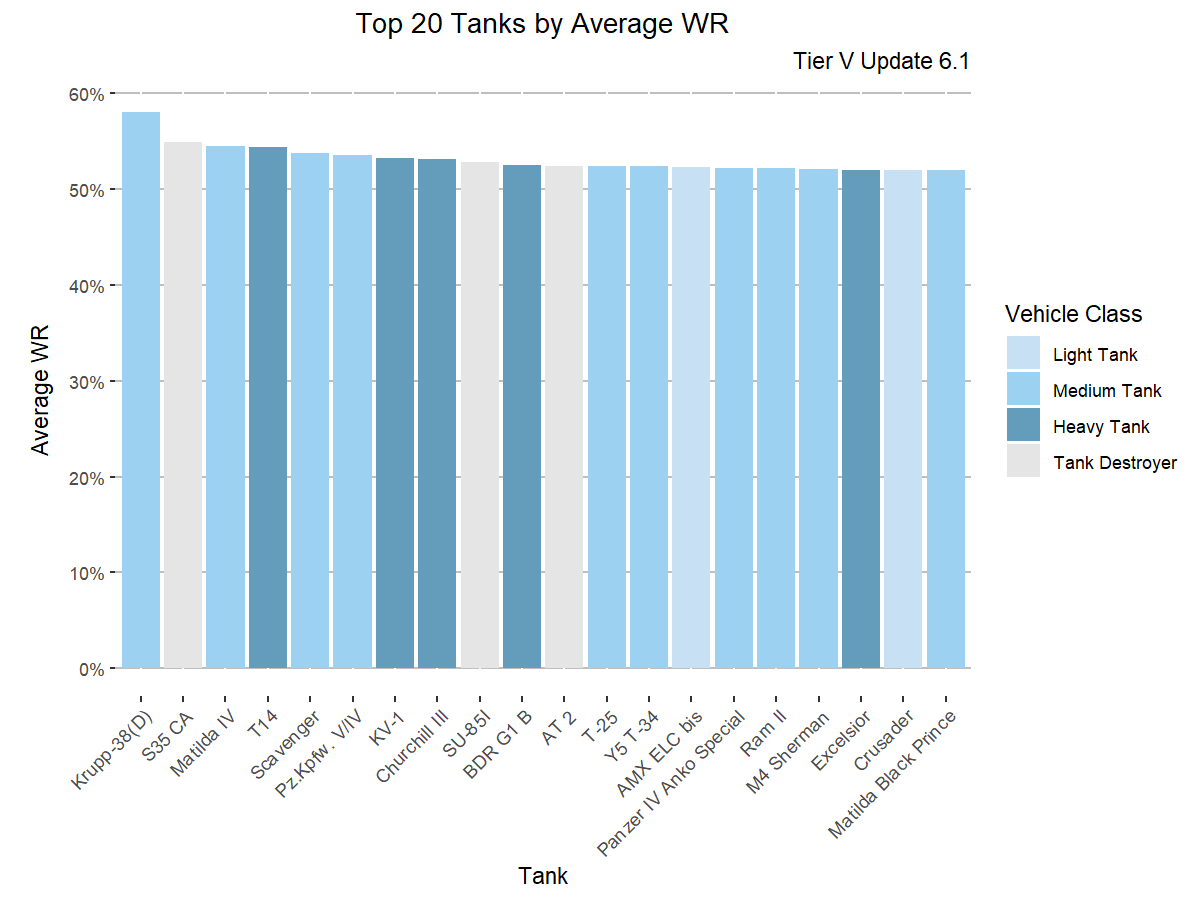 Top 20 Tanks by Average WR
Tier V Update 6.1
60%
50%
40%
30%
20%
10%
0%
Average WR
Krupp-38(D)
S35 CA
Matilda IV
T14
Scavenger
Pz.Kpfw. V/IV
KV-1
Churchill III
SU-85I
BDR G1 B
AT 2
T-25
Y5 T-34
AMX ELC bis
Panzer IV Anko Special
Ram II
M4 Sherman
Excelsior
Crusader
Matilda Black Prince
Tank
Vehicle Class
Light Tank
Medium Tank
Heavy Tank
Tank Destroyer